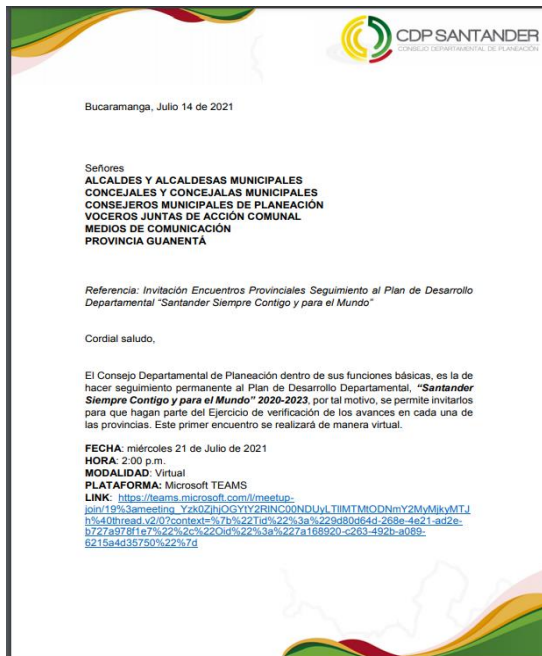 CDP SANTANDER
CONSEJO DEPARTAMENTAL DE PLANEACIÓN
Bucaramanga, Julio 14 de 2021
Señores
ALCALDES Y ALCALDESAS MUNICIPALES
CONCEJALES Y CONCEJALAS MUNICIPALES
CONSEJEROS MUNICIPALES DE PLANEACIÓN
VOCEROS JUNTAS DE ACCIÓN COMUNAL
MEDIOS DE COMUNICACIÓN
PROVINCIA GUANENTÁ
Referencia: Invitación Encuentros Provinciales Seguimiento al Plan de Desarrollo
Departamental “Santander Siempre Contigo y para el Mundo”
Cordial saludo,
El Consejo Departamental de Planeación dentro de sus funciones básicas, es la de
hacer seguimiento permanente al Plan de Desarrollo Departamental, “Santander
Siempre Contigo y para el Mundo” 2020-2023, por tal motivo, se permite invitarlos
para que hagan parte del Ejercicio de verificación de los avances en cada una de
las provincias. Este primer encuentro se realizará de manera virtual.
FECHA: miércoles 21 de Julio de 2021
HORA: 2:00 p.m.
MODALIDAD: Virtual
PLATAFORMA: Microsoft TEAMS
LINK: https://teams.microsoft.com/l/meetup-
join/19%3ameeting_Yzk0ZjhjOGYtY2RlNC00NDUyLTllMTMtODNmY2MyMjkyMTJ
h%40thread.v2/0?context=%7b%22Tid%22%3a%229d80d64d-268e-4e21-ad2e-
b727a978f1e7%22%2c%22Oid%22%3a%227a168920-c263-492b-a089-
6215a4d35750%22%7d